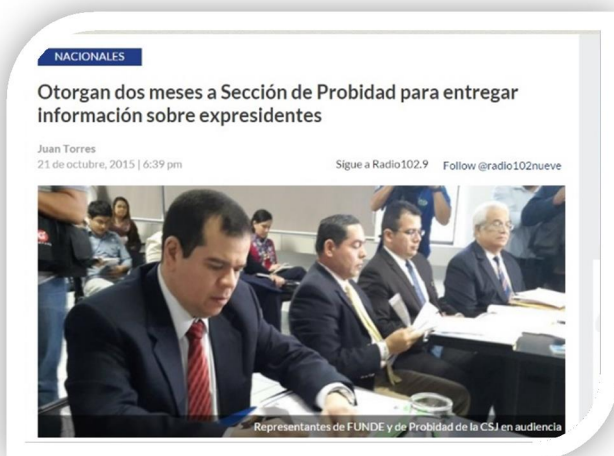 NACIONALES
Otorgan dos meses a Sección de Probidad para entregar
información sobre expresidentes
Juan Torres
21 de octubre, 2015 | 6:39 pm
Sigue a Radio102.9 Follow @radio102nueve
Representantes de FUNDE y de Probidad de la CSJ en audiencia